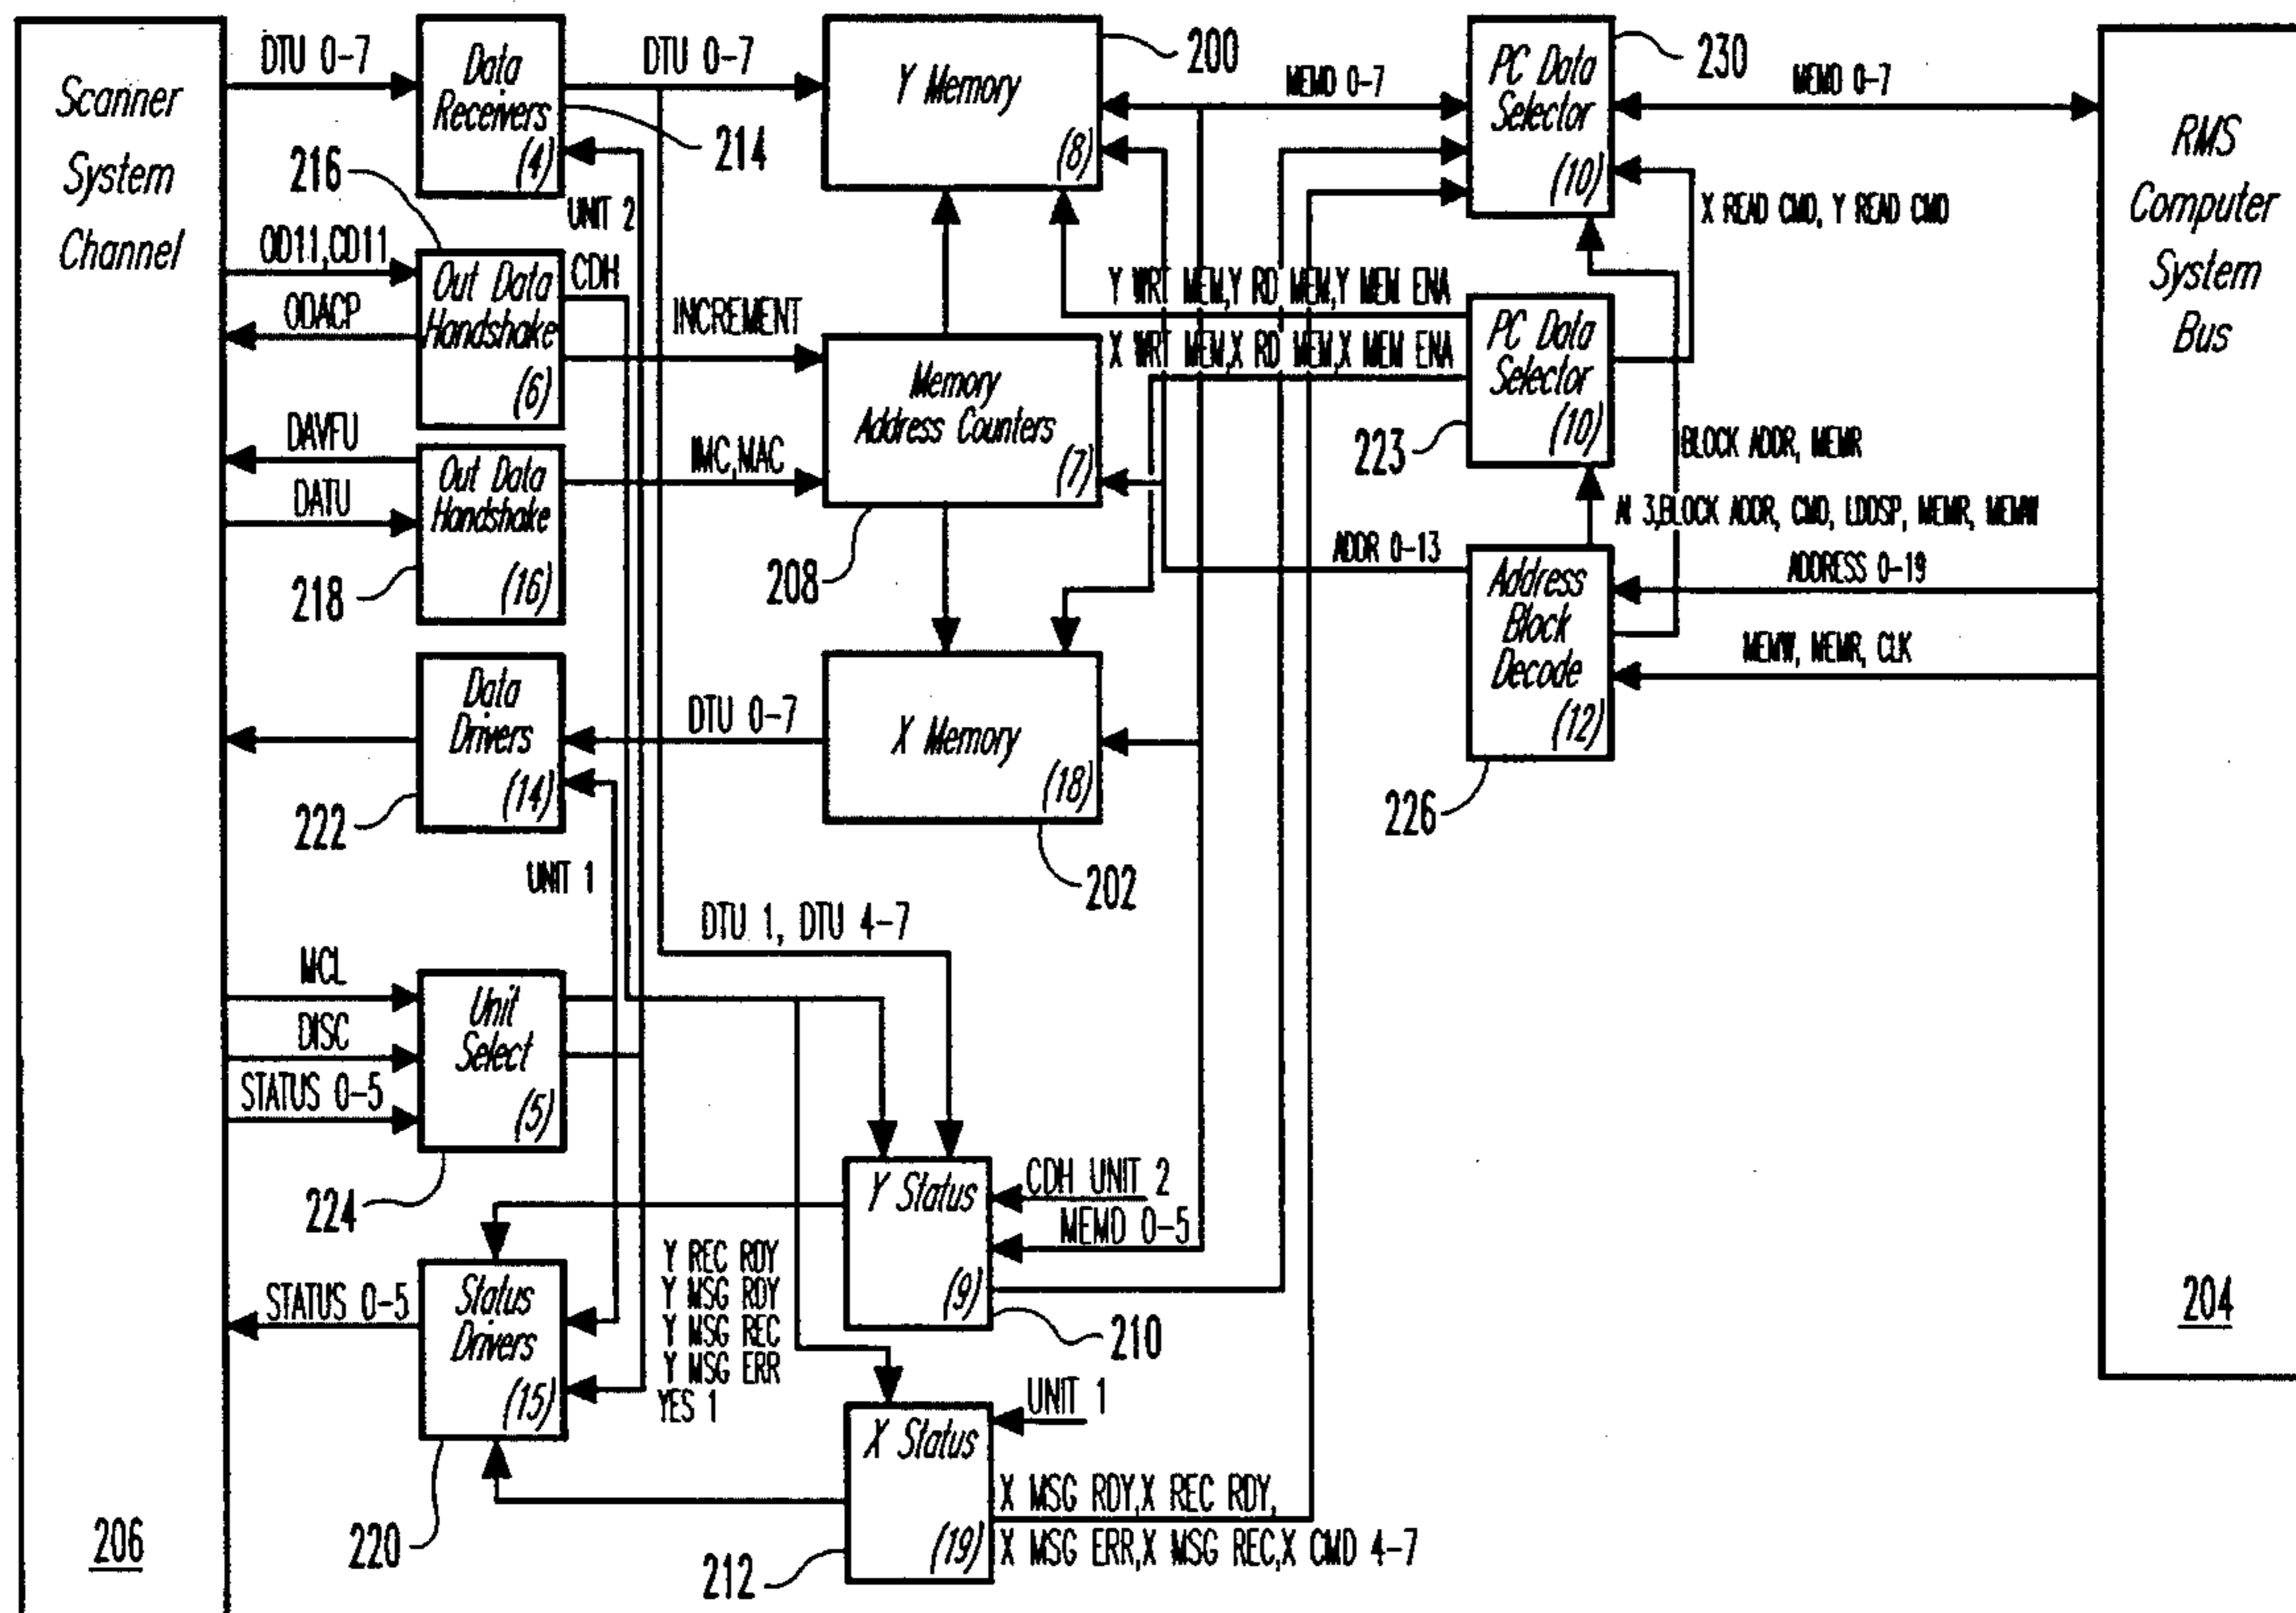 Scanner
System
Channel
206
DTU 0-7
OD11,CD11
ODACP
DAVFU
DATU
MCL
DISC
STATUS 0-5
STATUS 0-5
Data
Receivers
(4)
214
216
Out Data
Handshake
(6)
Out Data
Handshake
(16)
218
Data
Drivers
(14)
222
Unit
Select
(5)
224
Status
Drivers
(15)
220
DTU 0-7
UNIT 2
CDH
INCREMENT
IMC,MAC
DTU 0-7
UNIT 1
DTU 1, DTU 4-7
Y Memory
(8)
200
Memory
Address Counters
(7)
208
X Memory
(18)
202
Y Status
(9)
210
X Status
(19)
212
Y REC RDY
Y MSG RDY
Y MSG REC
Y MSG ERR
YES 1
CDH UNIT 2
MEMD 0-5
UNIT 1
X MSG RDY,X REC RDY,
X MSG ERR,X MSG REC,X CMD 4-7
MEMD 0-7
Y WRT MEM,Y RD MEM,Y MEM ENA
X WRT MEM,X RD MEM,X MEM ENA
ADDR 0-13
PC Data
Selector
(10)
230
PC Data
Selector
(10)
223
Address
Block
Decode
(12)
226
MEMD 0-7
X READ CMD, Y READ CMD
BLOCK ADDR, MEMR
3,BLOCK ADDR, CMD, LDDSP, MEMR, MEMW
ADDRESS 0-19
MEMW, MEMR, CLK
RMS
Computer
System
Bus
204